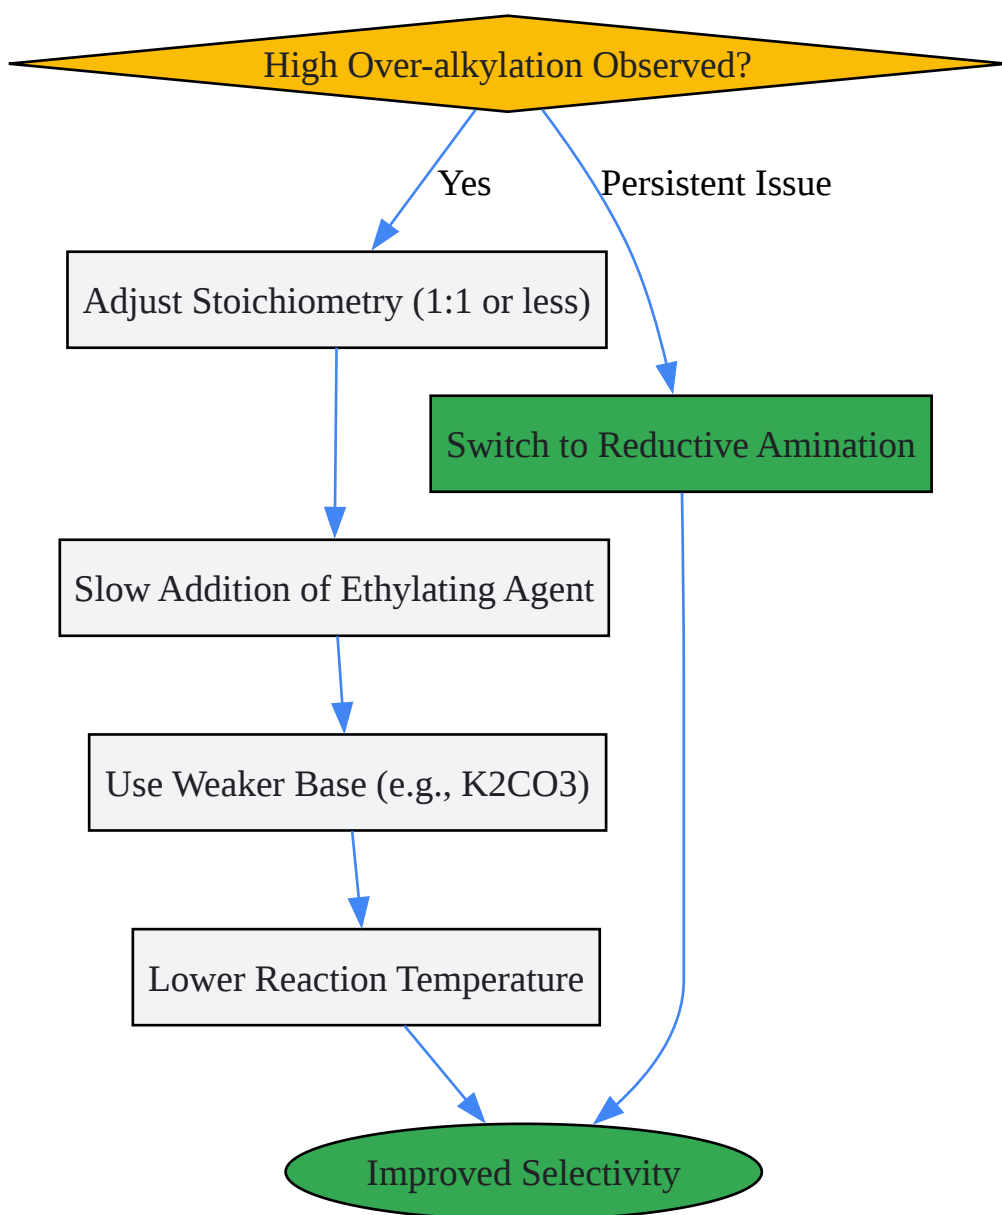 High Over-alkylation Observed?
Yes
Persistent Issue
Adjust Stoichiometry (1:1 or less)
Switch to Reductive Amination
Slow Addition of Ethylating Agent
Use Weaker Base (e.g., K2CO3)
Lower Reaction Temperature
Improved Selectivity